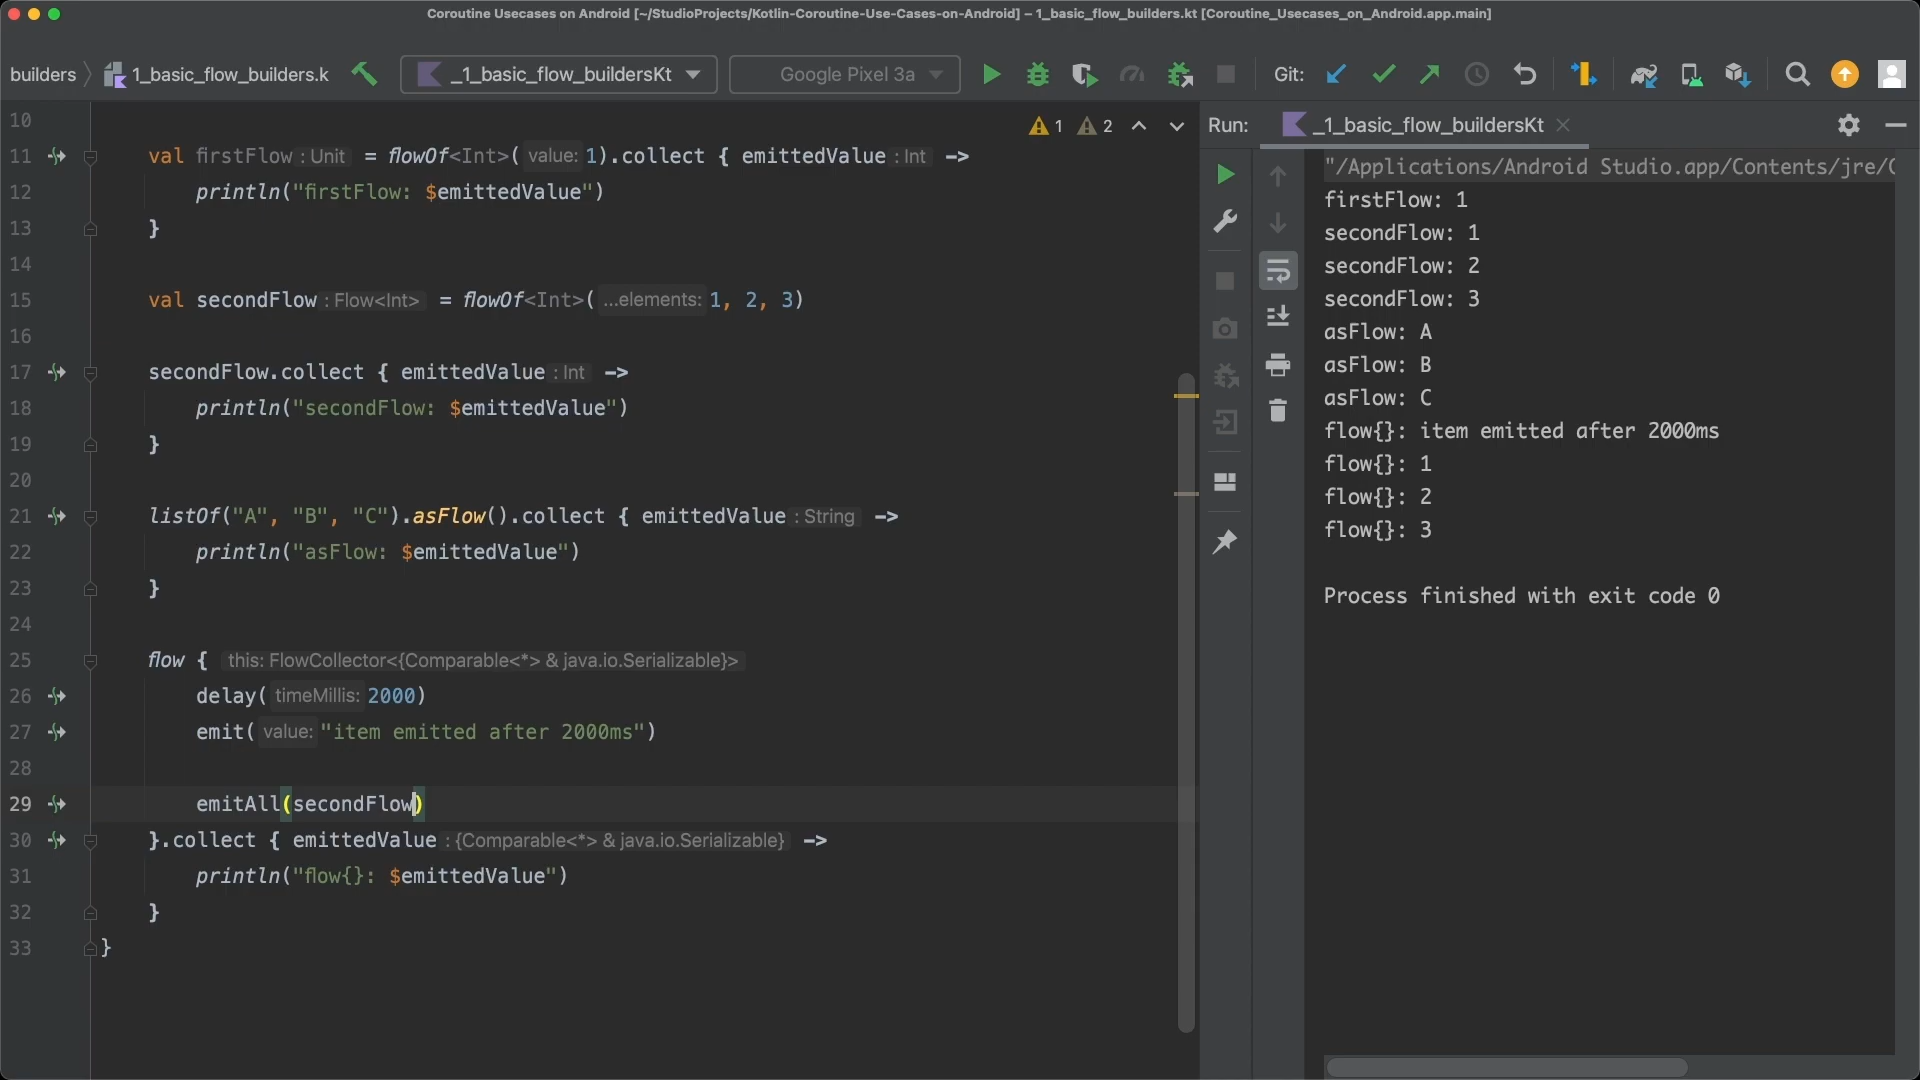 Coroutine Usecases on Android [~/StudioProjects/Kotlin-Coroutine-Use-Cases-on-Android] – 1_basic_flow_builders.kt [Coroutine_Usecases_on_Android.app.main]
builders 1_basic_flow_builders.k _1_basic_flow_buildersKt Google Pixel 3a Git:
1 2
Run: _1_basic_flow_buildersKt
10
11 val firstFlow : Unit = flowOf<Int>( value: 1).collect { emittedValue : Int ->
12 println("firstFlow: $emittedValue")
13 }
14
15 val secondFlow : Flow<Int> = flowOf<Int>( ...elements: 1, 2, 3)
16
17 secondFlow.collect { emittedValue : Int ->
18 println("secondFlow: $emittedValue")
19 }
20
21 listOf("A", "B", "C").asFlow().collect { emittedValue : String ->
22 println("asFlow: $emittedValue")
23 }
24
25 flow { this: FlowCollector<{Comparable<*> & java.io.Serializable}>
26 delay( timeMillis: 2000)
27 emit( value: "item emitted after 2000ms")
28
29 emitAll(secondFlow)
30 }.collect { emittedValue : {Comparable<*> & java.io.Serializable} ->
31 println("flow{}: $emittedValue")
32 }
33 }
"/Applications/Android Studio.app/Contents/jre/C
firstFlow: 1
secondFlow: 1
secondFlow: 2
secondFlow: 3
asFlow: A
asFlow: B
asFlow: C
flow{}: item emitted after 2000ms
flow{}: 1
flow{}: 2
flow{}: 3
Process finished with exit code 0